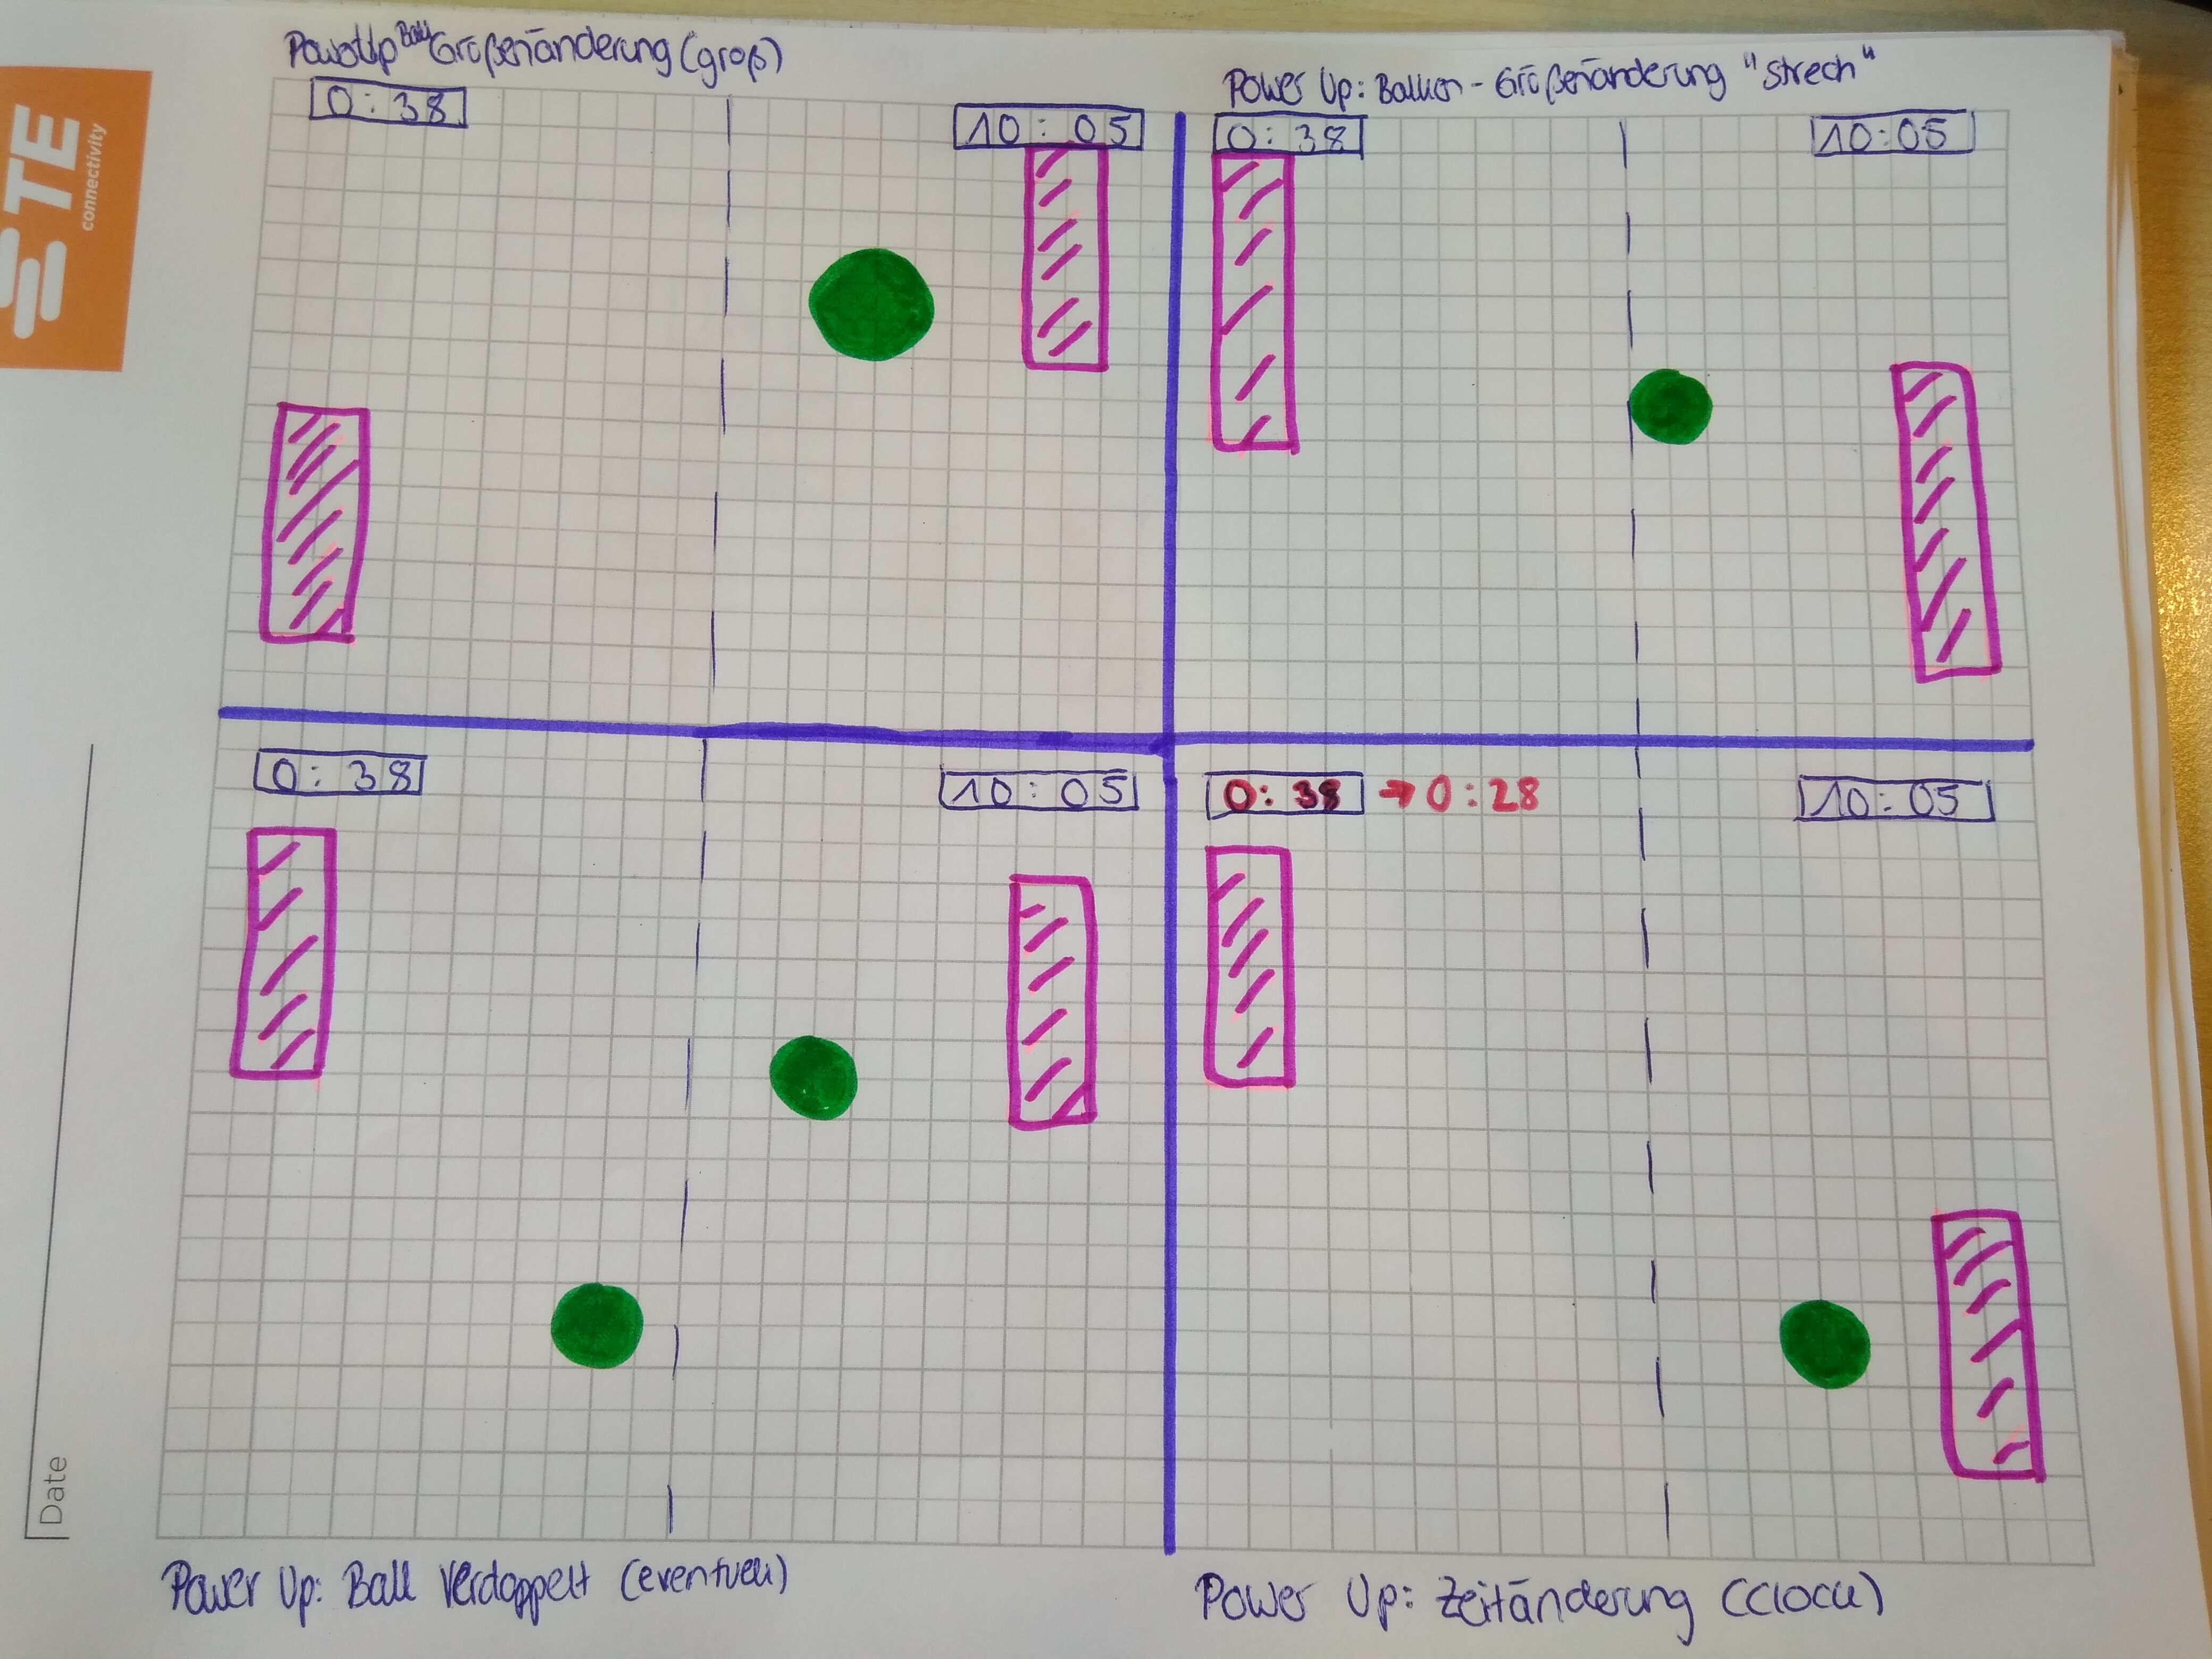 PowerUp Ball Größenänderung (groß)
Power Up: Balken - Größenänderung "strech"
0:38
10:05
0:38
10:05
TE
connectivity
0:38
10:05
0:38 → 0:28
10:05
Date
Power Up: Ball verdoppelt (eventuell)
Power Up: Zeitänderung (Clock)